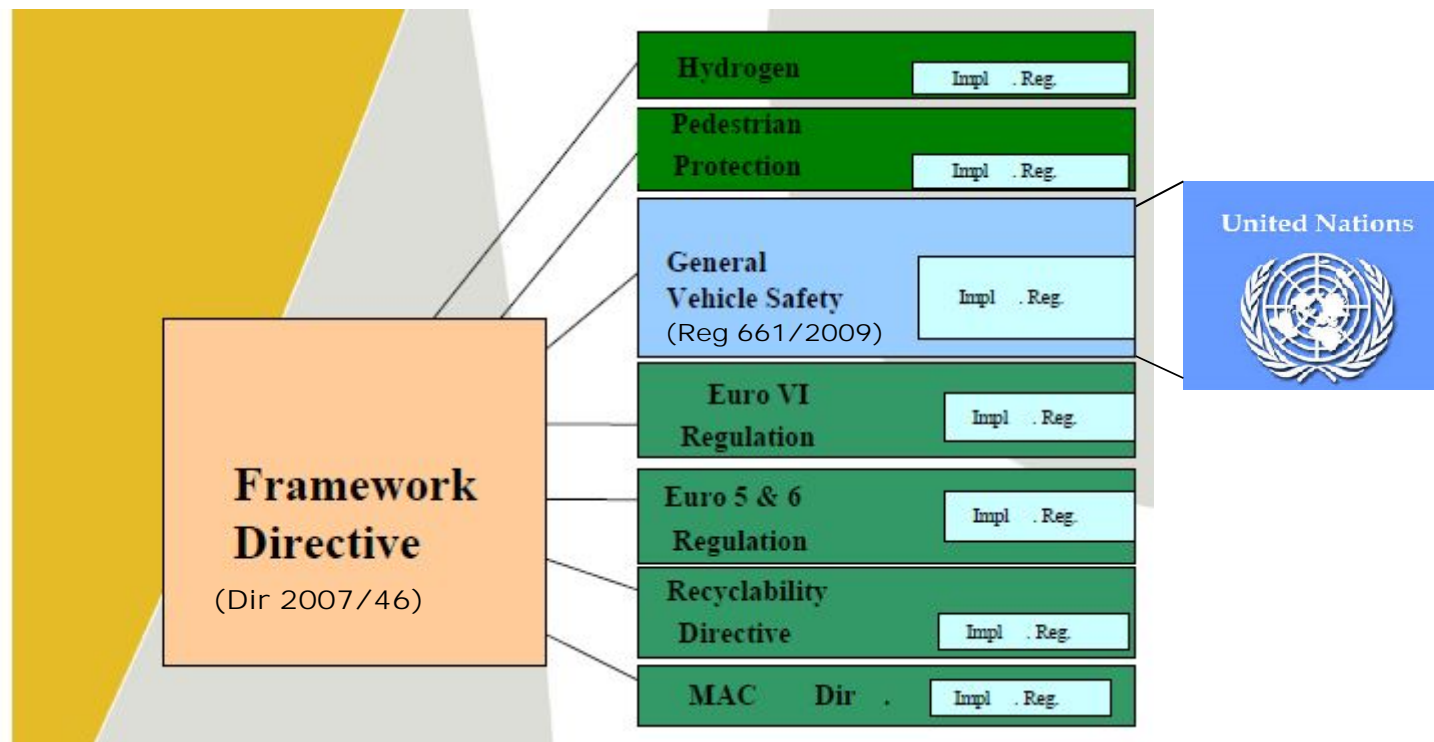 Hydrogen
Impl . Reg.
Pedestrian
Protection
Impl . Reg.
General
Vehicle Safety
(Reg 661/2009)
Impl . Reg.
United Nations
Euro VI
Regulation
Impl . Reg.
Euro 5 & 6
Regulation
Impl . Reg.
Recyclability
Directive
Impl . Reg.
MAC Dir .
Impl . Reg.
Framework
Directive
(Dir 2007/46)